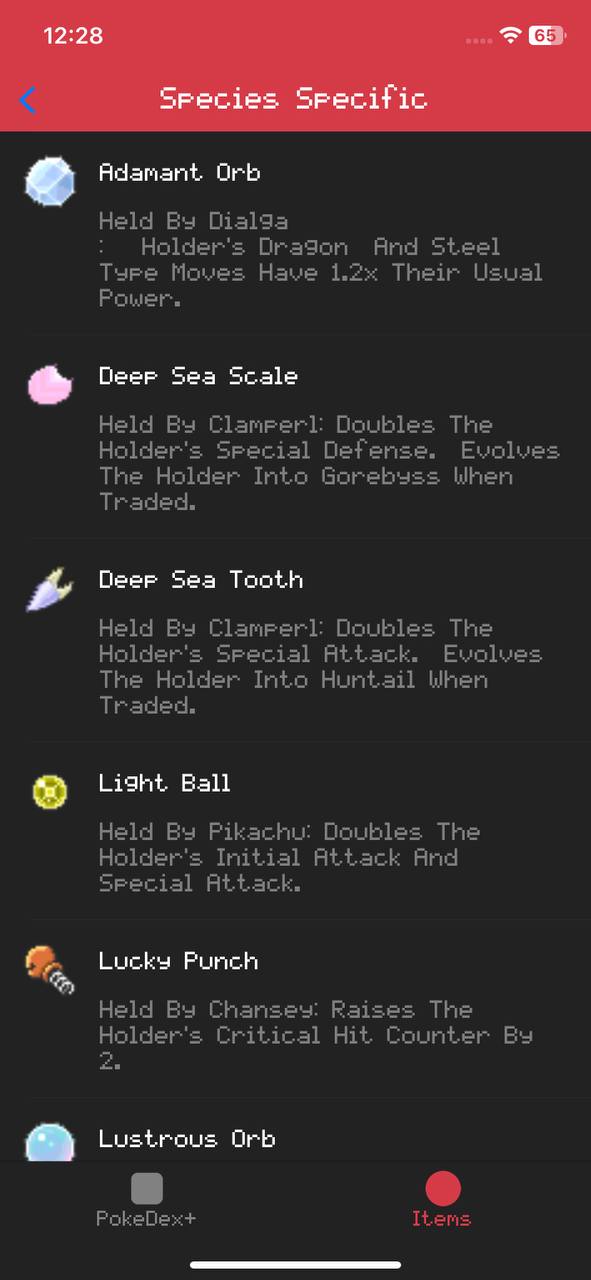 12:28
65
Species Specific
Adamant Orb
Held By Dialga
:   Holder's Dragon  And Steel
Type Moves Have 1.2x Their Usual
Power.
Deep Sea Scale
Held By Clamperl: Doubles The
Holder's Special Defense.  Evolves
The Holder Into Gorebyss When
Traded.
Deep Sea Tooth
Held By Clamperl: Doubles The
Holder's Special Attack.  Evolves
The Holder Into Huntail When
Traded.
Light Ball
Held By Pikachu: Doubles The
Holder's Initial Attack And
Special Attack.
Lucky Punch
Held By Chansey: Raises The
Holder's Critical Hit Counter By
2.
Lustrous Orb
PokeDex+
Items